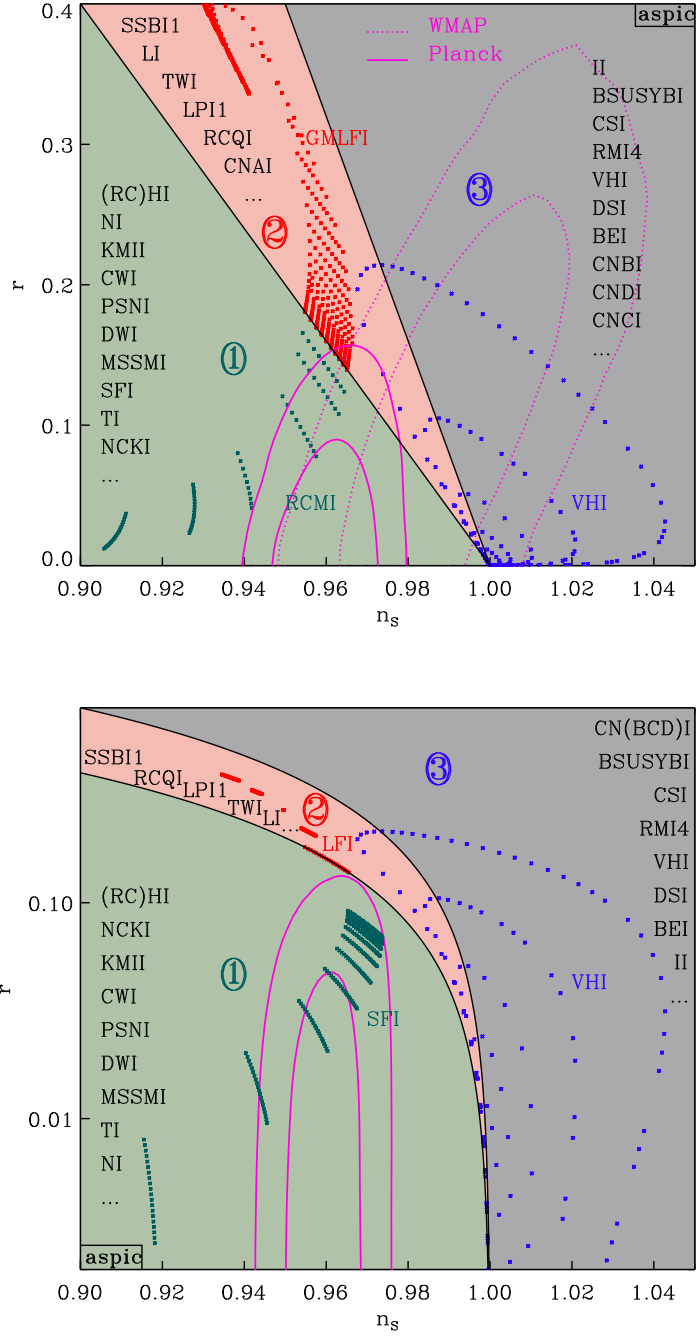 0.4
0.3
0.2
0.1
0.0
r
0.90
0.92
0.94
0.96
0.98
1.00
1.02
1.04
n_s
aspic
WMAP
Planck
SSBI1
LI
TWI
LPI1
RCQI
CNAI
...
GMLFI
②
(RC)HI
NI
KMII
CWI
PSNI
DWI
MSSMI
SFI
TI
NCKI
...
①
RCMI
③
II
BSUSYBI
CSI
RMI4
VHI
DSI
BEI
CNBI
CNDI
CNCI
...
VHI
0.10
0.01
r
0.90
0.92
0.94
0.96
0.98
1.00
1.02
1.04
n_s
SSBI1
RCQI
LPI1
TWI
LI
...
②
LFI
③
CN(BCD)I
BSUSYBI
CSI
RMI4
VHI
DSI
BEI
II
...
VHI
(RC)HI
NCKI
KMII
CWI
PSNI
DWI
MSSMI
TI
NI
...
①
SFI
aspic